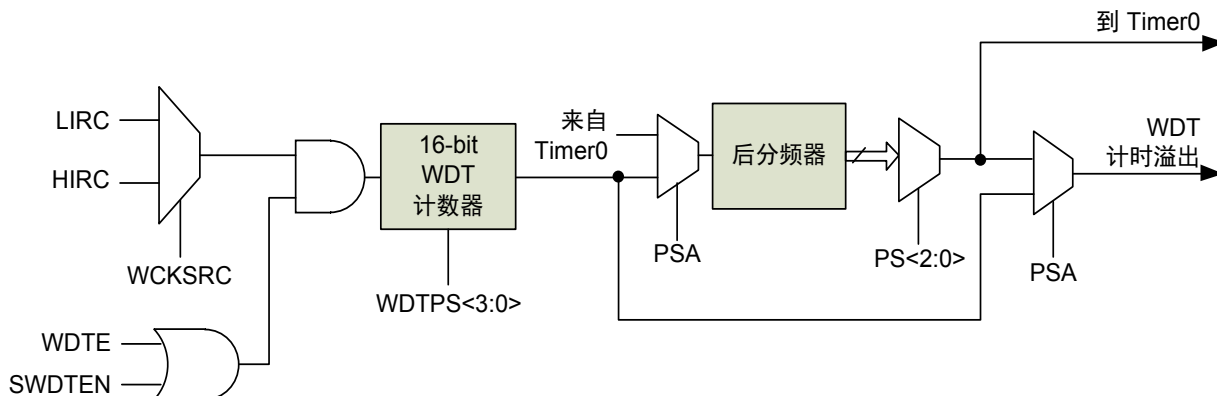 到 Timer0
LIRC
HIRC
WCKSRC
WDTE
SWDTEN
16-bit
WDT
计数器
WDTPS<3:0>
来自
Timer0
PSA
后分频器
PS<2:0>
PSA
WDT
计时溢出